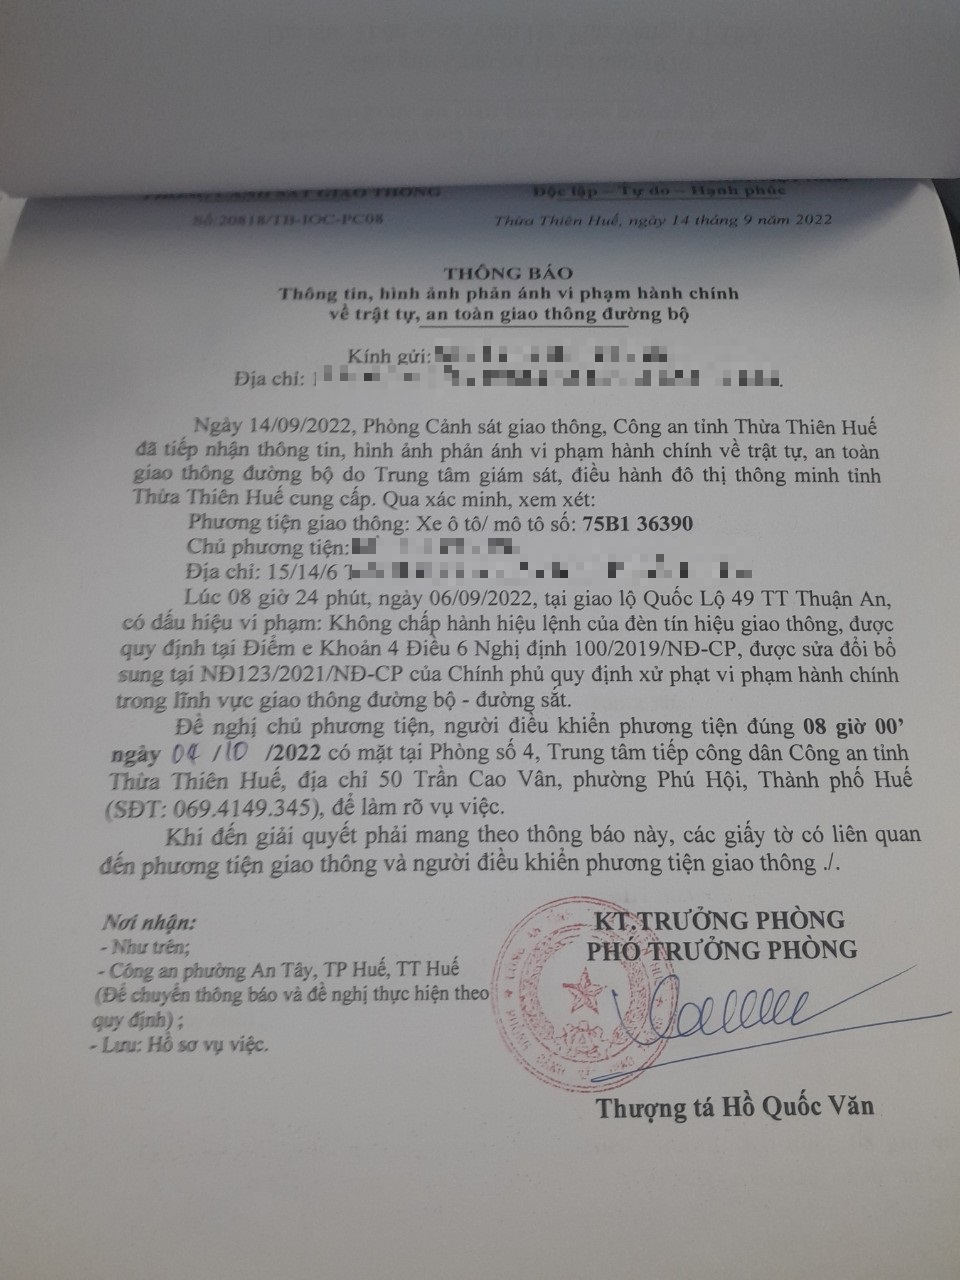 PHÒNG CẢNH SÁT GIAO THÔNG
Độc lập – Tự do – Hạnh phúc
Số:20818/TB-IOC-PC08
Thừa Thiên Huế, ngày 14 tháng 9 năm 2022
THÔNG BÁO
Thông tin, hình ảnh phản ánh vi phạm hành chính
về trật tự, an toàn giao thông đường bộ
Kính gửi:
Địa chỉ:
Ngày 14/09/2022, Phòng Cảnh sát giao thông, Công an tỉnh Thừa Thiên Huế
đã tiếp nhận thông tin, hình ảnh phản ánh vi phạm hành chính về trật tự, an toàn
giao thông đường bộ do Trung tâm giám sát, điều hành đô thị thông minh tỉnh
Thừa Thiên Huế cung cấp. Qua xác minh, xem xét:
Phương tiện giao thông: Xe ô tô/ mô tô số: 75B1 36390
Chủ phương tiện:
Địa chỉ: 15/14/6
Lúc 08 giờ 24 phút, ngày 06/09/2022, tại giao lộ Quốc Lộ 49 TT Thuận An,
có dấu hiệu vi phạm: Không chấp hành hiệu lệnh của đèn tín hiệu giao thông, được
quy định tại Điểm e Khoản 4 Điều 6 Nghị định 100/2019/NĐ-CP, được sửa đổi bổ
sung tại NĐ123/2021/NĐ-CP của Chính phủ quy định xử phạt vi phạm hành chính
trong lĩnh vực giao thông đường bộ - đường sắt.
Đề nghị chủ phương tiện, người điều khiển phương tiện đúng 08 giờ 00’
ngày 04 /10 /2022 có mặt tại Phòng số 4, Trung tâm tiếp công dân Công an tỉnh
Thừa Thiên Huế, địa chỉ 50 Trần Cao Vân, phường Phú Hội, Thành phố Huế
(SĐT: 069.4149.345), để làm rõ vụ việc.
Khi đến giải quyết phải mang theo thông báo này, các giấy tờ có liên quan
đến phương tiện giao thông và người điều khiển phương tiện giao thông ./.
Nơi nhận:
- Như trên;
- Công an phường An Tây, TP Huế, TT Huế
(Để chuyển thông báo và đề nghị thực hiện theo
quy định) ;
- Lưu: Hồ sơ vụ việc.
KT.TRƯỞNG PHÒNG
PHÓ TRƯỞNG PHÒNG
Thượng tá Hồ Quốc Văn